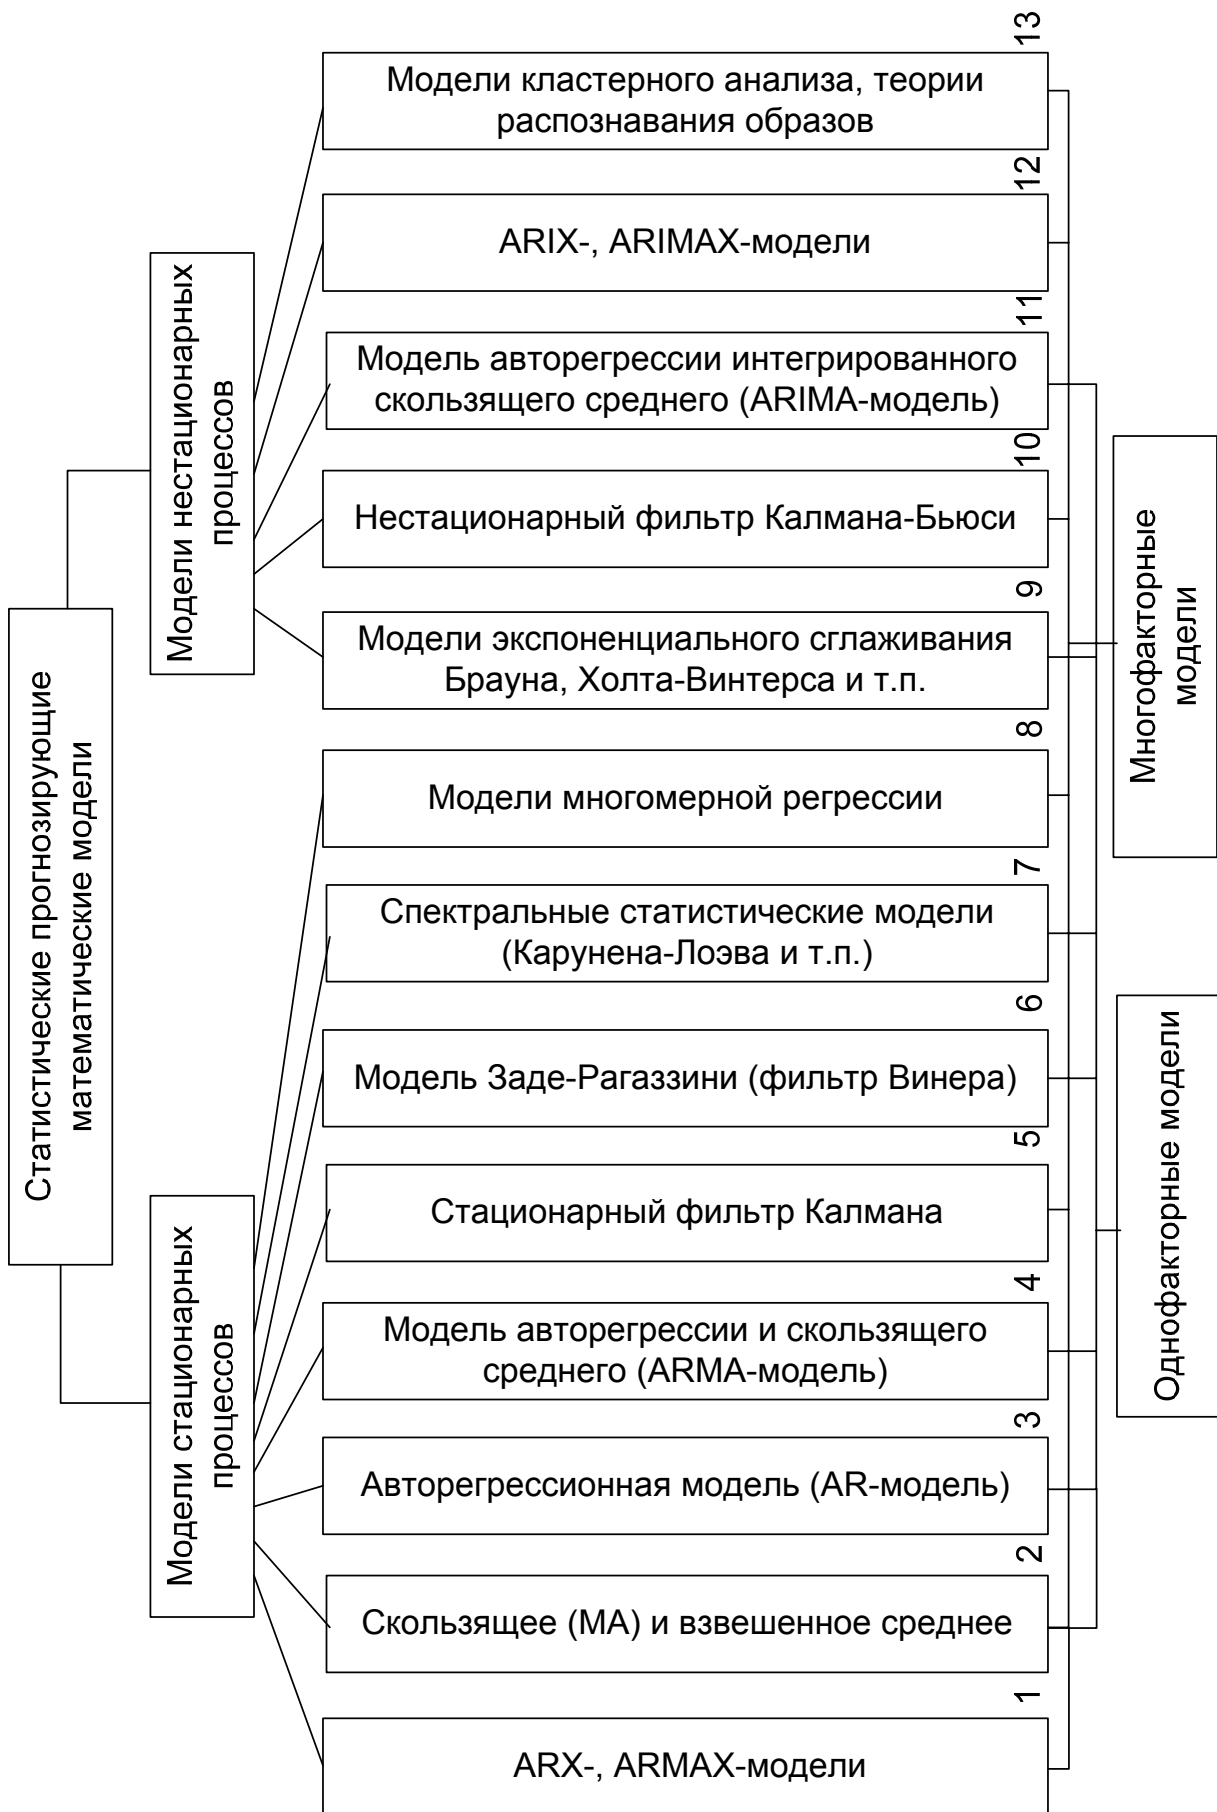 Статистические прогнозирующие
математические модели
Модели стационарных
процессов
Модели нестационарных
процессов
1
ARX-, ARMAX-модели
2
Скользящее (MA) и взвешенное среднее
3
Авторегрессионная модель (AR-модель)
4
Модель авторегрессии и скользящего
среднего (ARMA-модель)
5
Стационарный фильтр Калмана
6
Модель Заде-Рагаззини (фильтр Винера)
7
Спектральные статистические модели
(Карунена-Лоэва и т.п.)
8
Модели многомерной регрессии
9
Модели экспоненциального сглаживания
Брауна, Холта-Винтерса и т.п.
10
Нестационарный фильтр Калмана-Бьюси
11
Модель авторегрессии интегрированного
скользящего среднего (ARIMA-модель)
12
ARIX-, ARIMAX-модели
13
Модели кластерного анализа, теории
распознавания образов
Однофакторные модели
Многофакторные
модели